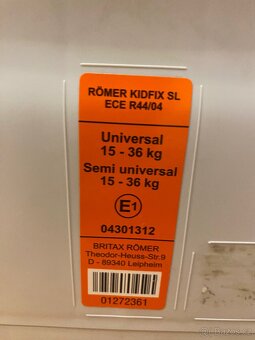 RÖMER KIDFIX SL
ECE R44/04
Universal
15 - 36 kg
Semi universal
15 - 36 kg
E1
04301312
BRITAX RÖMER
Theodor-Heuss-Str.9
D - 89340 Leipheim
01272361